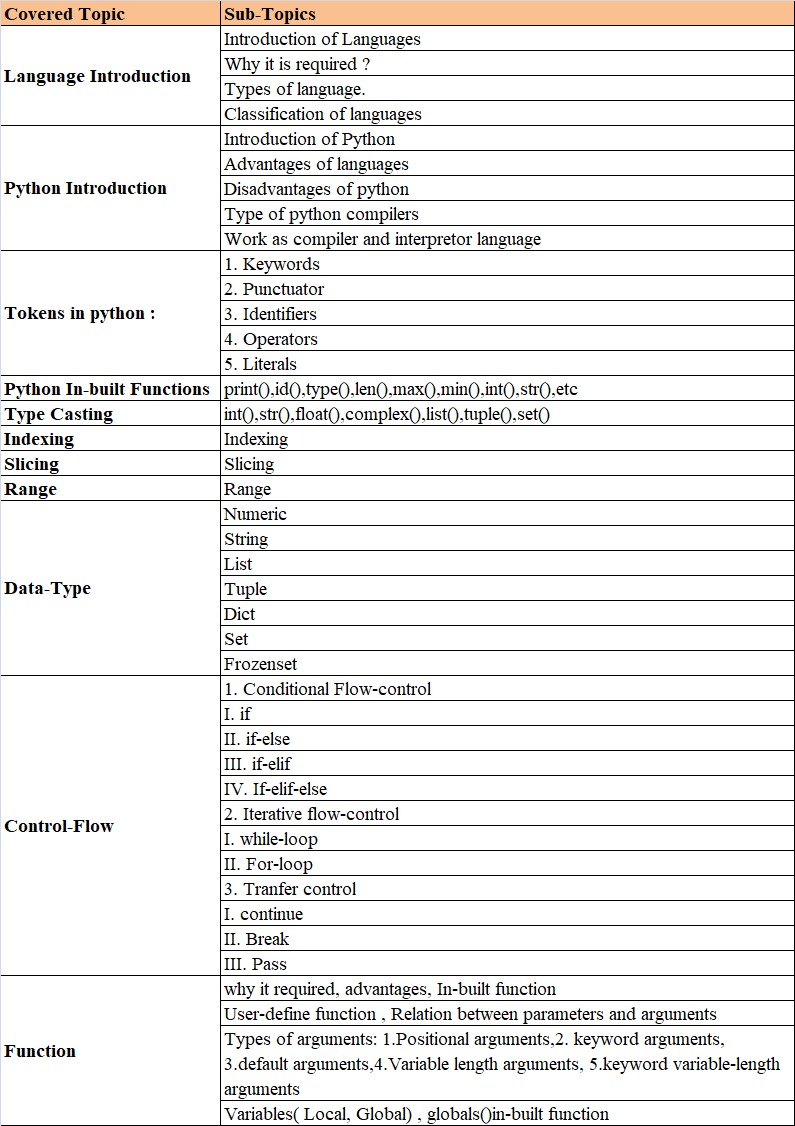 Covered Topic Sub-Topics
Language Introduction
Introduction of Languages
Why it is required ?
Types of language.
Classification of languages
Python Introduction
Introduction of Python
Advantages of languages
Disadvantages of python
Type of python compilers
Work as compiler and interpretor language
Tokens in python :
1. Keywords
2. Punctuator
3. Identifiers
4. Operators
5. Literals
Python In-built Functions print(),id(),type(),len(),max(),min(),int(),str(),etc
Type Casting int(),str(),float(),complex(),list(),tuple(),set()
Indexing Indexing
Slicing Slicing
Range Range
Data-Type
Numeric
String
List
Tuple
Dict
Set
Frozenset
Control-Flow
1. Conditional Flow-control
I. if
II. if-else
III. if-elif
IV. If-elif-else
2. Iterative flow-control
I. while-loop
II. For-loop
3. Tranfer control
I. continue
II. Break
III. Pass
Function
why it required, advantages, In-built function
User-define function , Relation between parameters and arguments
Types of arguments: 1.Positional arguments,2. keyword arguments,
3.default arguments,4.Variable length arguments, 5.keyword variable-length
arguments
Variables( Local, Global) , globals()in-built function